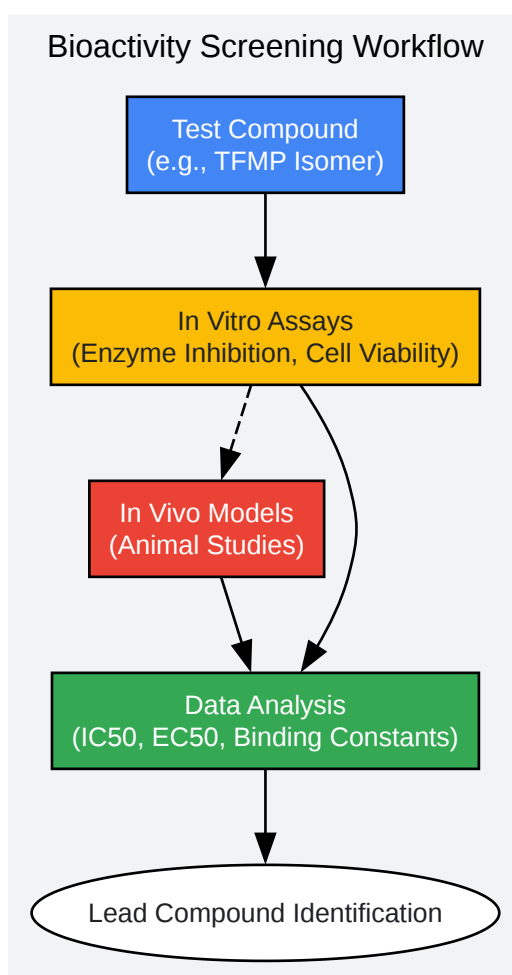 Bioactivity Screening Workflow
Test Compound
(e.g., TFMP Isomer)
In Vitro Assays
(Enzyme Inhibition, Cell Viability)
In Vivo Models
(Animal Studies)
Data Analysis
(IC50, EC50, Binding Constants)
Lead Compound Identification